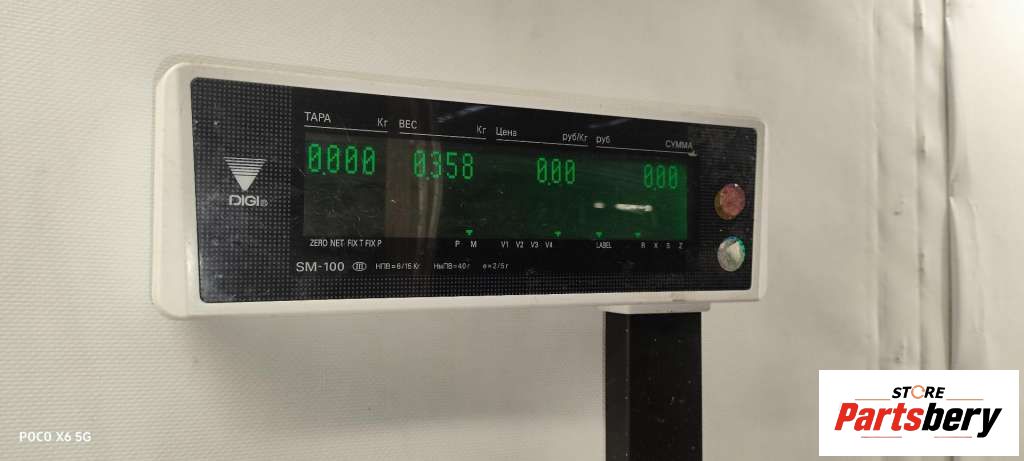 ТАРА Кг ВЕС Кг Цена руб/Кг руб СУММА
0.000 0.358 0.00 0.00
DIGI®
ZERO NET FIX T FIX P P M V1 V2 V3 V4 LABEL R X S Z
SM-100 III НПВ=6/15 Кг НмПВ=40 г e=2/5 г
STORE
Partsbery
POCO X6 5G